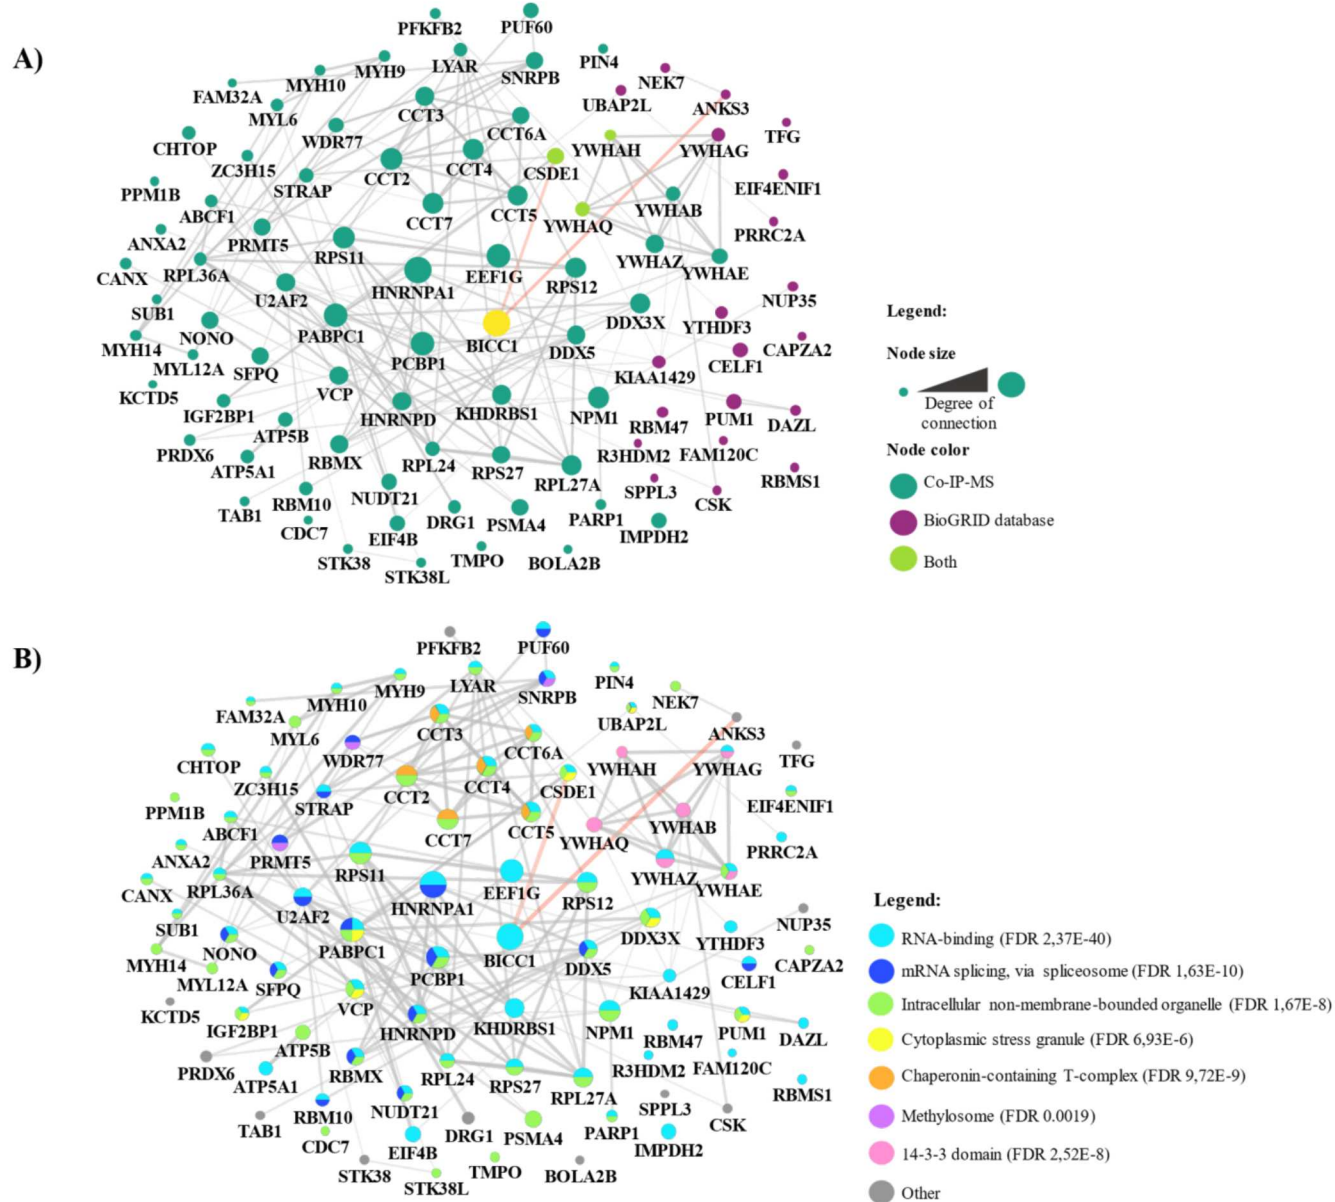 A)
PFKFB2
PUF60
MYH9
LYAR
SNRPB
PIN4
NEK7
MYH10
FAM32A
MYL6
UBAP2L
ANKS3
CCT3
CCT6A
WDR77
CHTOP
YWHAH
YWHAG
TFG
ZC3H15
CCT2
CCT4
CSDE1
STRAP
PPM1B
EIF4ENIF1
ABCF1
CCT7
CCT5
YWHAQ
YWHAB
PRMT5
RPS11
PRRC2A
ANXA2
RPL36A
CANX
YWHAZ
YWHAE
EEF1G
RPS12
HNRNPA1
U2AF2
NUP35
SUB1
NONO
PABPC1
BICC1
DDX3X
YTHDF3
MYH14
DDX5
CAPZA2
MYL12A
SFPQ
PCBP1
KIAA1429
CELF1
KCTD5
VCP
IGF2BP1
HNRNPD
KHDRBS1
NPM1
RBM47
PUM1
DAZL
ATP5B
PRDX6
ATP5A1
RBMX
RPL24
RPS27
RPL27A
R3HDM2
FAM120C
RBMS1
NUDT21
SPPL3
CSK
TAB1
RBM10
CDC7
EIF4B
DRG1
PSMA4
PARP1
IMPDH2
STK38
STK38L
TMPO
BOLA2B
Legend:
Node size
Degree of
connection
Node color
Co-IP-MS
BioGRID database
Both
B)
PFKFB2
PUF60
MYH9
LYAR
SNRPB
PIN4
NEK7
MYH10
FAM32A
MYL6
UBAP2L
ANKS3
CCT3
CCT6A
WDR77
CHTOP
YWHAH
YWHAG
TFG
ZC3H15
CCT2
CCT4
CSDE1
STRAP
PPM1B
EIF4ENIF1
ABCF1
CCT7
CCT5
YWHAQ
YWHAB
PRMT5
RPS11
PRRC2A
ANXA2
RPL36A
CANX
YWHAZ
YWHAE
EEF1G
RPS12
HNRNPA1
U2AF2
NUP35
SUB1
NONO
PABPC1
BICC1
DDX3X
YTHDF3
MYH14
DDX5
CAPZA2
MYL12A
SFPQ
PCBP1
KIAA1429
CELF1
KCTD5
VCP
IGF2BP1
HNRNPD
KHDRBS1
NPM1
RBM47
PUM1
DAZL
ATP5B
PRDX6
ATP5A1
RBMX
RPL24
RPS27
RPL27A
R3HDM2
FAM120C
RBMS1
NUDT21
SPPL3
CSK
TAB1
RBM10
CDC7
EIF4B
DRG1
PSMA4
PARP1
IMPDH2
STK38
STK38L
TMPO
BOLA2B
Legend:
RNA-binding (FDR 2,37E-40)
mRNA splicing, via spliceosome (FDR 1,63E-10)
Intracellular non-membrane-bounded organelle (FDR 1,67E-8)
Cytoplasmic stress granule (FDR 6,93E-6)
Chaperonin-containing T-complex (FDR 9,72E-9)
Methylosome (FDR 0.0019)
14-3-3 domain (FDR 2,52E-8)
Other